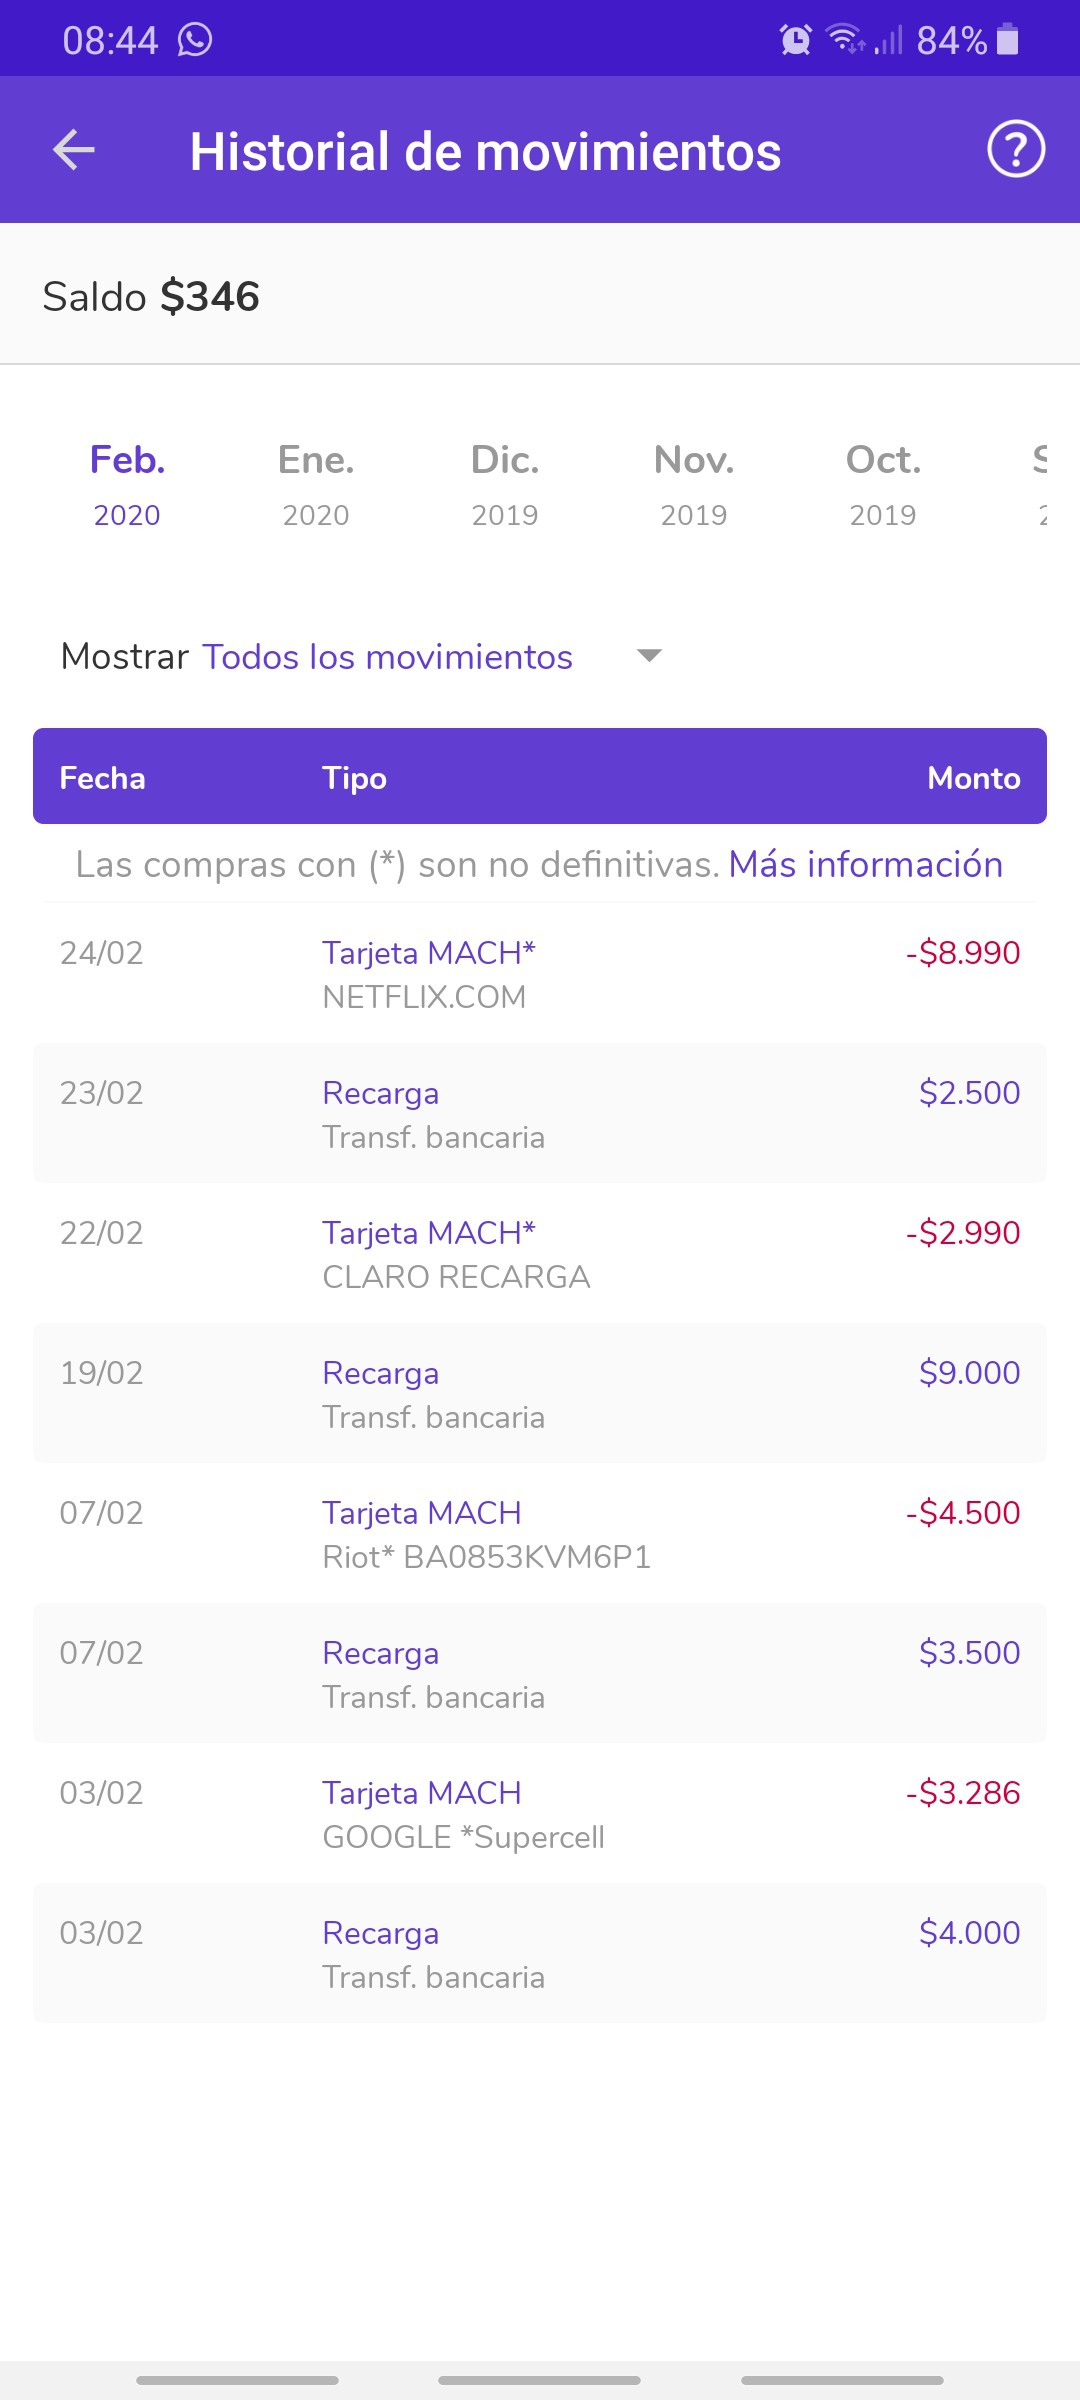 08:44 84%
Historial de movimientos
Saldo $346
Feb. Ene. Dic. Nov. Oct.
2020 2020 2019 2019 2019
Mostrar Todos los movimientos
Fecha Tipo Monto
Las compras con (*) son no definitivas. Más información
24/02 Tarjeta MACH* -$8.990
NETFLIX.COM
23/02 Recarga $2.500
Transf. bancaria
22/02 Tarjeta MACH* -$2.990
CLARO RECARGA
19/02 Recarga $9.000
Transf. bancaria
07/02 Tarjeta MACH -$4.500
Riot* BA0853KVM6P1
07/02 Recarga $3.500
Transf. bancaria
03/02 Tarjeta MACH -$3.286
GOOGLE *Supercell
03/02 Recarga $4.000
Transf. bancaria